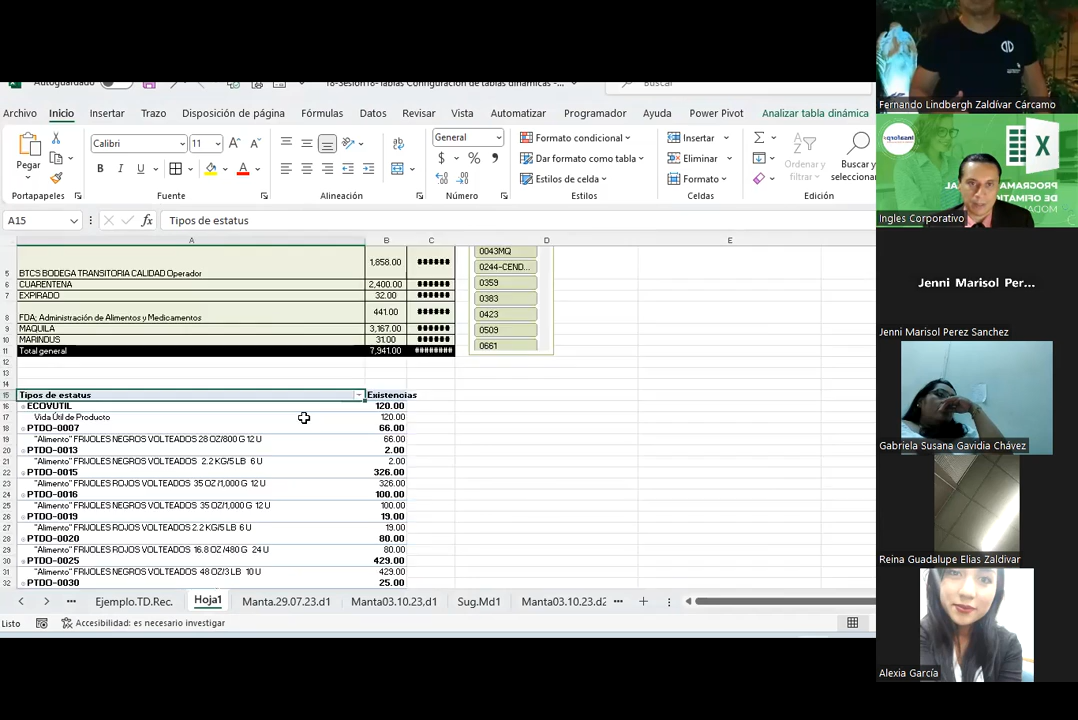 Autoguardado
18-Sesión18-Tablas Configuración de tablas dinámicas -...
Buscar
Archivo Inicio Insertar Trazo Disposición de página Fórmulas Datos Revisar Vista Automatizar Programador Ayuda Power Pivot Analizar tabla dinámica
Pegar
Calibri 11
General
Formato condicional
Dar formato como tabla
Estilos de celda
Insertar
Eliminar
Formato
Ordenar y filtrar
Buscar y seleccionar
Portapapeles Fuente Alineación Número Estilos Celdas Edición
A15 fx Tipos de estatus
A B C D E
5 BTCS BODEGA TRANSITORIA CALIDAD Operador 1,858.00 ######
6 CUARENTENA 2,400.00 ######
7 EXPIRADO 32.00 ######
8 FDA; Administración de Alimentos y Medicamentos 441.00 ######
9 MAQUILA 3,167.00 ######
10 MARINDUS 31.00 ######
11 Total general 7,941.00 ########
0043MQ
0244-CEND...
0359
0383
0423
0509
0661
12
13
14
15 Tipos de estatus Existencias
16 ECOVUTIL 120.00
17 Vida Útil de Producto 120.00
18 PTDO-0007 66.00
19 "Alimento" FRIJOLES NEGROS VOLTEADOS 28 OZ/800 G 12 U 66.00
20 PTDO-0013 2.00
21 "Alimento" FRIJOLES NEGROS VOLTEADOS 2.2 KG/5 LB 6 U 2.00
22 PTDO-0015 326.00
23 "Alimento" FRIJOLES NEGROS VOLTEADOS 35 OZ /1,000 G 12 U 326.00
24 PTDO-0016 100.00
25 "Alimento" FRIJOLES ROJOS VOLTEADOS 35 OZ/1,000 G 12 U 100.00
26 PTDO-0019 19.00
27 "Alimento" FRIJOLES ROJOS VOLTEADOS 2.2 KG/5 LB 6 U 19.00
28 PTDO-0020 80.00
29 "Alimento" FRIJOLES ROJOS VOLTEADOS 16.8 OZ /480 G 24 U 80.00
30 PTDO-0025 429.00
31 "Alimento" FRIJOLES NEGROS VOLTEADOS 48 OZ/3 LB 10 U 429.00
32 PTDO-0030 25.00
Ejemplo.TD.Rec. Hoja1 Manta.29.07.23.d1 Manta03.10.23,d1 Sug.Md1 Manta03.10.23.d2
Listo Accesibilidad: es necesario investigar
Fernando Lindbergh Zaldívar Cárcamo
Insaforp
Ingles Corporativo
Jenni Marisol Per...
Jenni Marisol Perez Sanchez
Gabriela Susana Gavidia Chávez
Reina Guadalupe Elias Zaldivar
Alexia García